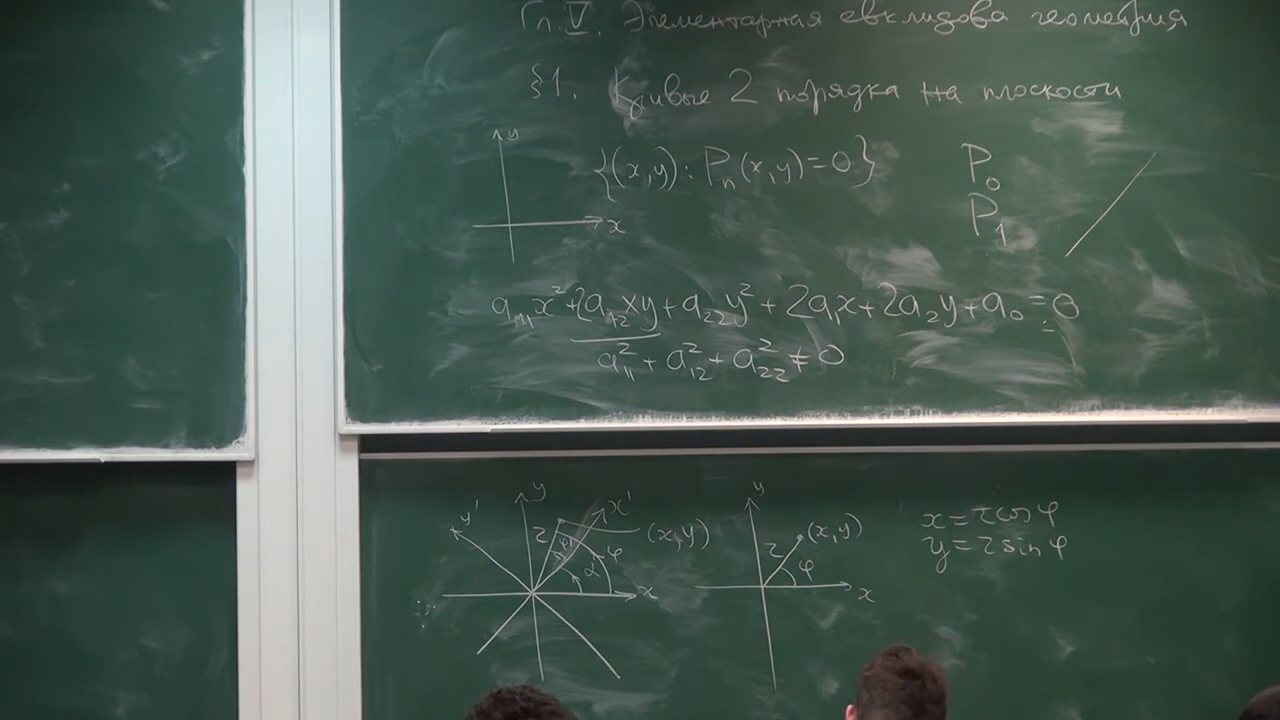 Гл. V. Элементарная евклидова геометрия
§1. Кривые 2 порядка на плоскости
y
x
{(x,y): Pₙ(x,y)=0}
P₀
P₁
a₁₁x²+2a₁₂xy+a₂₂y²+2a₁x+2a₂y+a₀=0
a₁₁²+a₁₂²+a₂₂²≠0
y' y x'
r (x,y)
φ
α
x
y
r (x,y)
φ
x
x=r cos φ
y=r sin φ